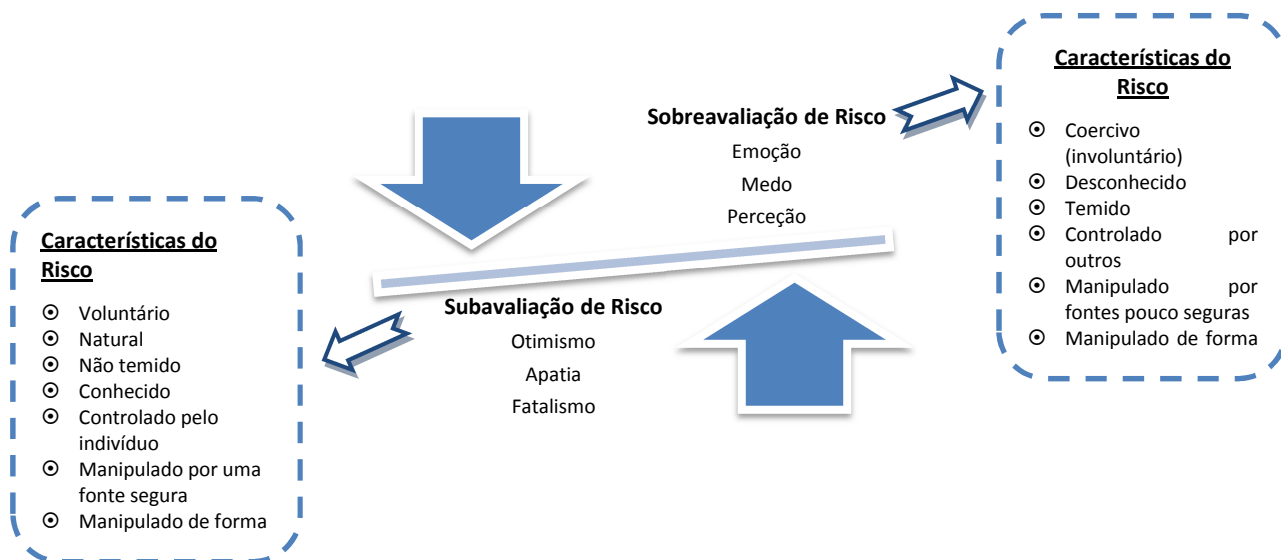 Sobreavaliação de Risco
Emoção
Medo
Perceção
Características do
Risco
Coercivo
(involuntário)
Desconhecido
Temido
Controlado por
outros
Manipulado por
fontes pouco seguras
Manipulado de forma
Características do
Risco
Voluntário
Natural
Não temido
Conhecido
Controlado pelo
indivíduo
Manipulado por uma
fonte segura
Manipulado de forma
Subavaliação de Risco
Otimismo
Apatia
Fatalismo